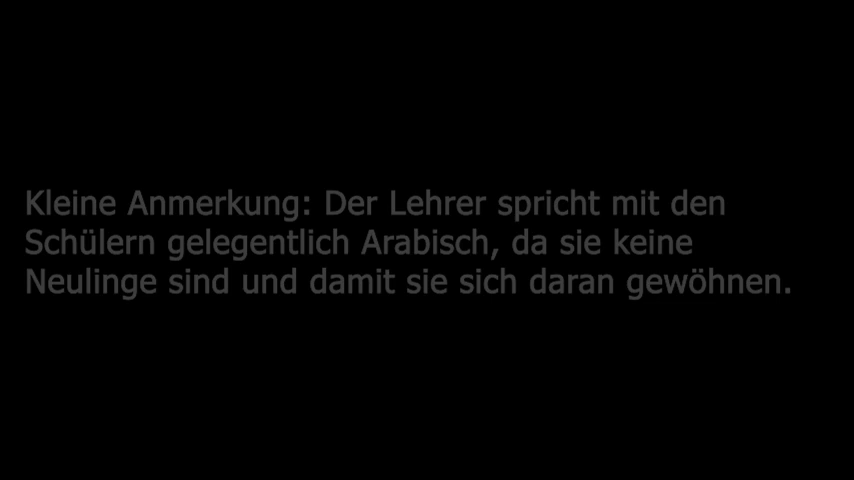 Kleine Anmerkung: Der Lehrer spricht mit den
Schülern gelegentlich Arabisch, da sie keine
Neulinge sind und damit sie sich daran gewöhnen.